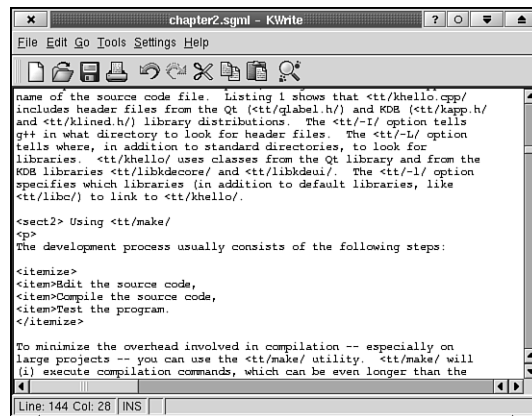 chapter2.sgml - KWrite
File Edit Go Tools Settings Help
name of the source code file. Listing 1 shows that <tt/khello.cpp/
includes header files from the Qt (<tt/qlabel.h/) and KDE (<tt/kapp.h/
and <tt/klined.h/) library distributions. The <tt/-I/ option tells
g++ in what directory to look for header files. The <tt/-L/ option
tells where, in addition to standard directories, to look for
libraries. <tt/khello/ uses classes from the Qt library and from the
KDE libraries <tt/libkdecore/ and <tt/libkdeui/. The <tt/-l/ option
specifies which libraries (in addition to default libraries, like
<tt/libc/) to link to <tt/khello/.
<sect2> Using <tt/make/
<p>
The development process usually consists of the following steps:
<itemize>
<item>Edit the source code,
<item>Compile the source code,
<item>Test the program.
</itemize>
To minimize the overhead involved in compilation -- especially on
large projects -- you can use the <tt/make/ utility. <tt/make/ will
(i) execute compilation commands, which can be even longer than the
Line: 144 Col: 28 INS